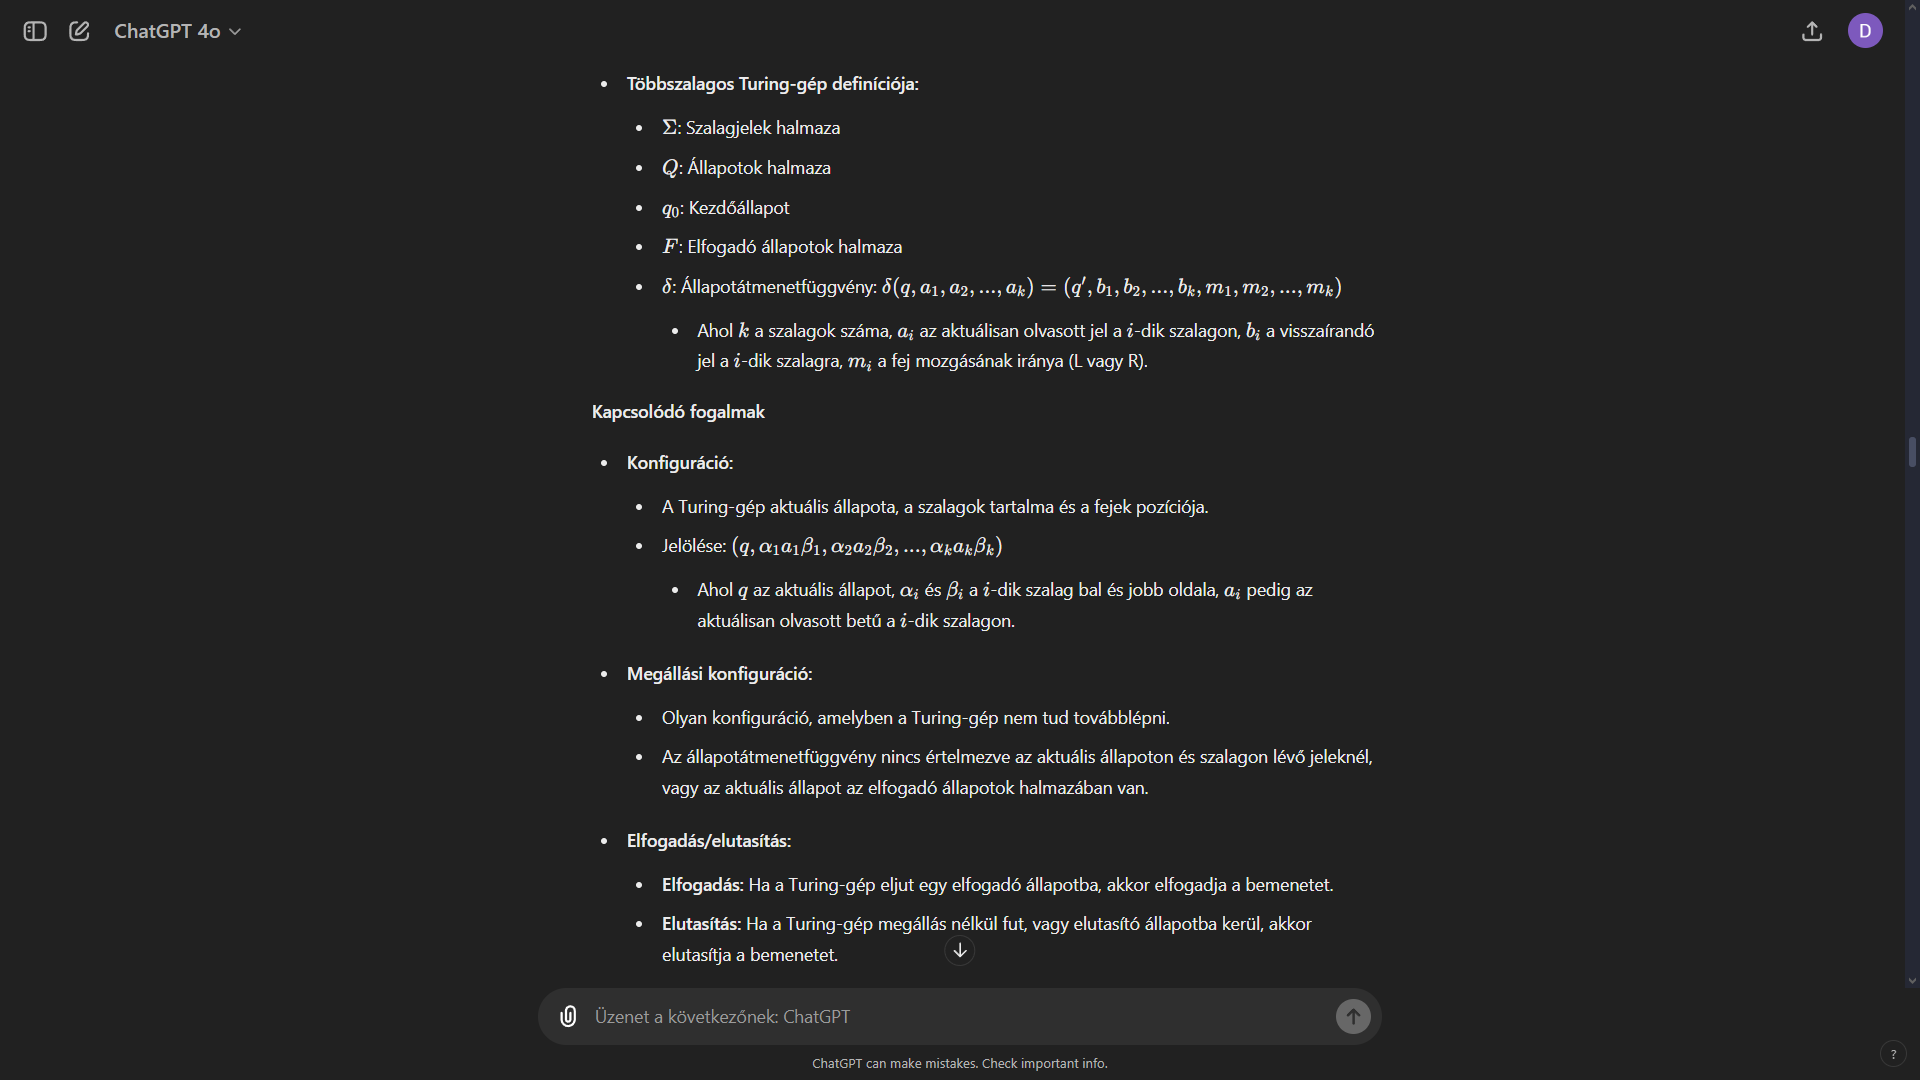 ChatGPT 4o
D
Többszalagos Turing-gép definíciója:
Σ: Szalagjelek halmaza
Q: Állapotok halmaza
q₀: Kezdőállapot
F: Elfogadó állapotok halmaza
δ: Állapotátmenetfüggvény: δ(q, a₁, a₂, ..., aₖ) = (q′, b₁, b₂, ..., bₖ, m₁, m₂, ..., mₖ)
Ahol k a szalagok száma, aᵢ az aktuálisan olvasott jel a i-dik szalagon, bᵢ a visszaírandó
jel a i-dik szalagra, mᵢ a fej mozgásának iránya (L vagy R).
Kapcsolódó fogalmak
Konfiguráció:
A Turing-gép aktuális állapota, a szalagok tartalma és a fejek pozíciója.
Jelölése: (q, α₁a₁β₁, α₂a₂β₂, ..., αₖaₖβₖ)
Ahol q az aktuális állapot, αᵢ és βᵢ a i-dik szalag bal és jobb oldala, aᵢ pedig az
aktuálisan olvasott betű a i-dik szalagon.
Megállási konfiguráció:
Olyan konfiguráció, amelyben a Turing-gép nem tud továbblépni.
Az állapotátmenetfüggvény nincs értelmezve az aktuális állapoton és szalagon lévő jeleknél,
vagy az aktuális állapot az elfogadó állapotok halmazában van.
Elfogadás/elutasítás:
Elfogadás: Ha a Turing-gép eljut egy elfogadó állapotba, akkor elfogadja a bemenetet.
Elutasítás: Ha a Turing-gép megállás nélkül fut, vagy elutasító állapotba kerül, akkor
elutasítja a bemenetet.
Üzenet a következőnek: ChatGPT
ChatGPT can make mistakes. Check important info.
?